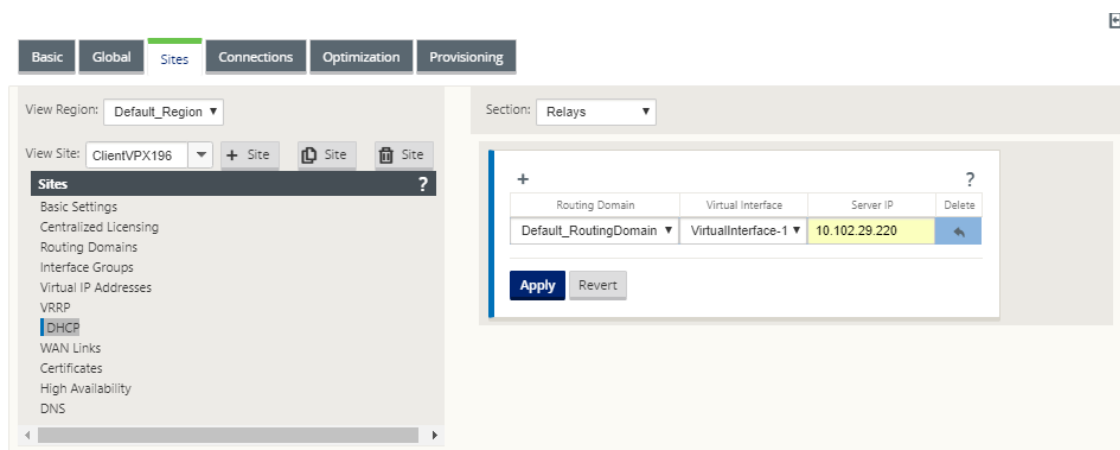 Basic Global Sites Connections Optimization Provisioning
View Region: Default_Region
Section: Relays
View Site: ClientVPX196 + Site Site Site
Sites ?
Basic Settings
Centralized Licensing
Routing Domains
Interface Groups
Virtual IP Addresses
VRRP
DHCP
WAN Links
Certificates
High Availability
DNS
+ ?
Routing Domain Virtual Interface Server IP Delete
Default_RoutingDomain VirtualInterface-1 10.102.29.220
Apply Revert